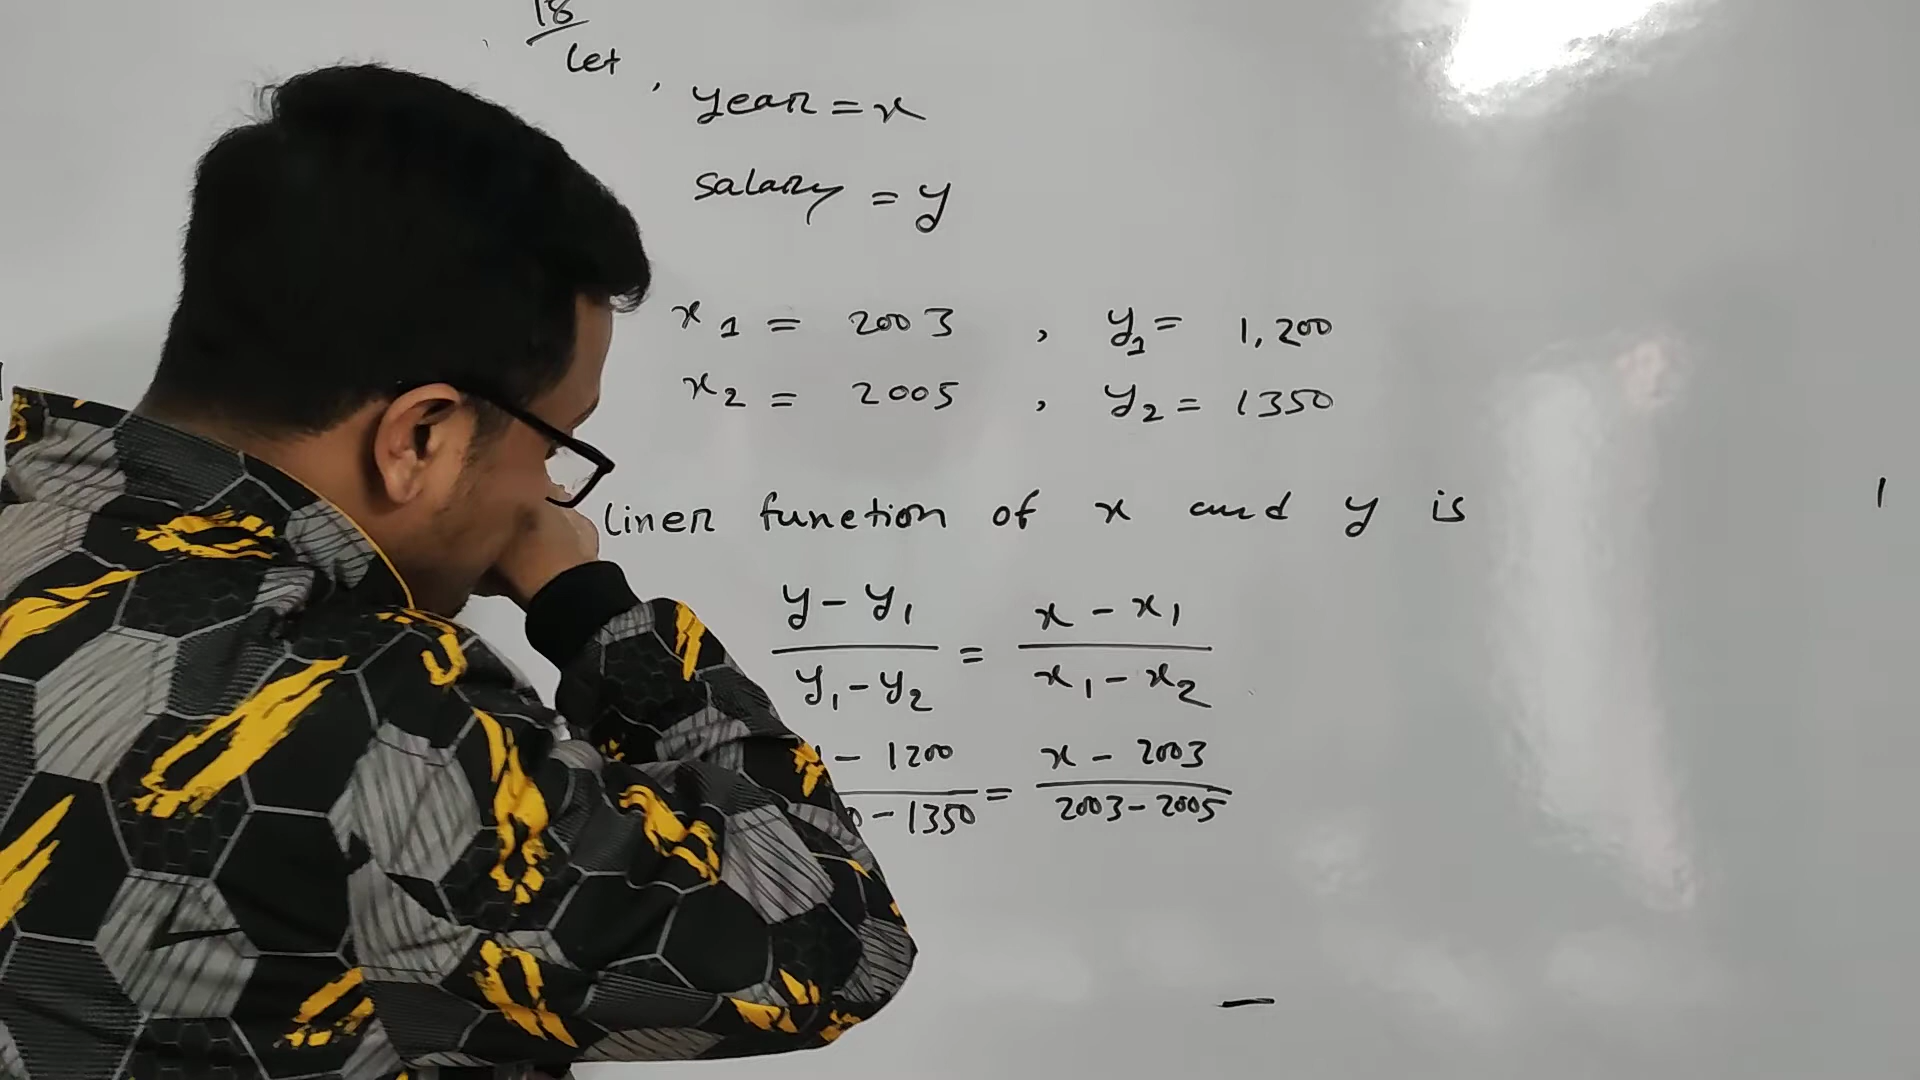 18
Let,
year = x
salary = y
x1 = 2003 , y1 = 1,200
x2 = 2005 , y2 = 1350
Liner function of x and y is
y - y1 / y1 - y2 = x - x1 / x1 - x2
- 1200 / - 1350 = x - 2003 / 2003 - 2005